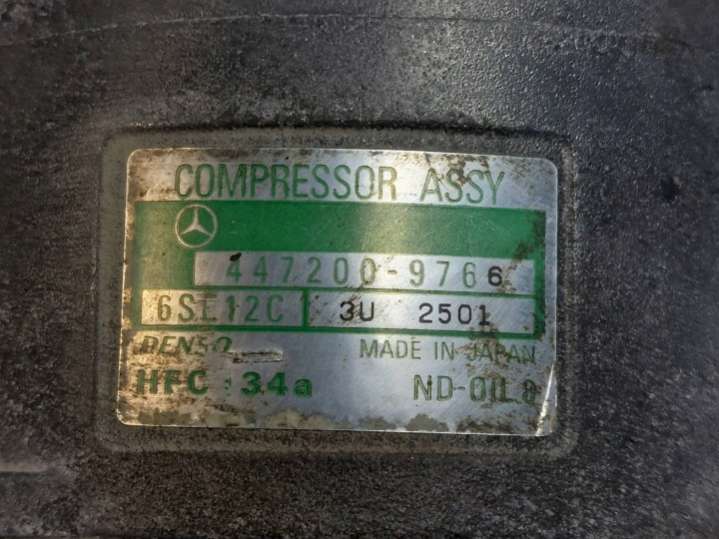 COMPRESSOR ASSY
447200-9766
6SE12C 3U 2501
DENSO MADE IN JAPAN
HFC 134a ND-OIL 8